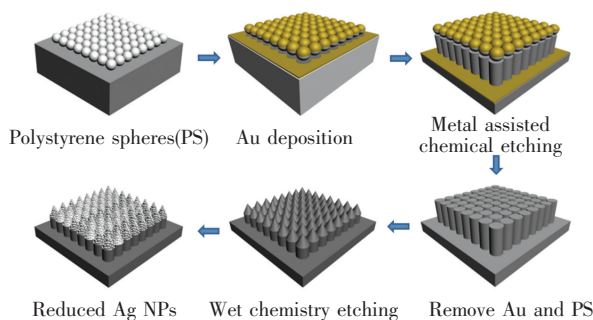 Polystyrene spheres(PS)
Au deposition
Metal assisted
chemical etching
Reduced Ag NPs
Wet chemistry etching
Remove Au and PS